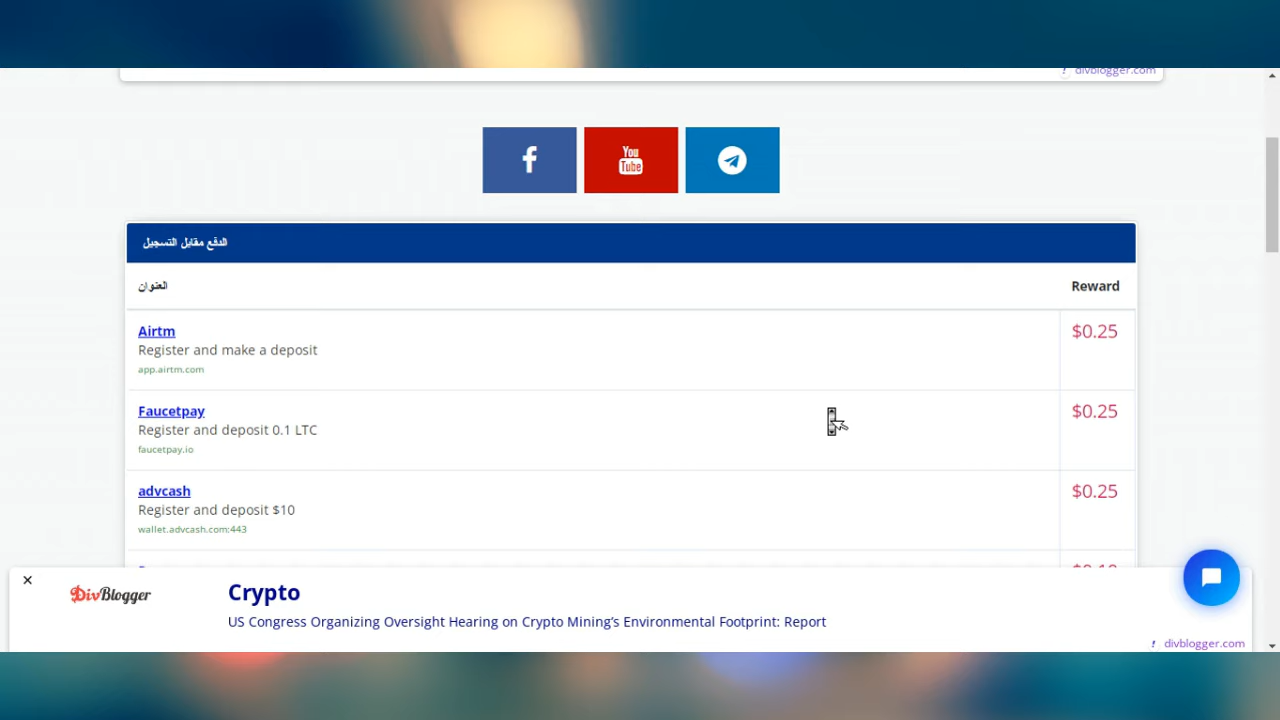 divblogger.com
f
You
Tube
الدفع مقابل التسجيل
العنوان
Reward
Airtm
$0.25
Register and make a deposit
app.airtm.com
Faucetpay
$0.25
Register and deposit 0.1 LTC
faucetpay.io
advcash
$0.25
Register and deposit $10
wallet.advcash.com:443
DivBlogger
Crypto
US Congress Organizing Oversight Hearing on Crypto Mining’s Environmental Footprint: Report
divblogger.com